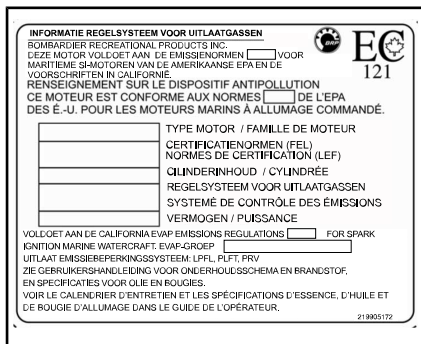 INFORMATIE REGELSYSTEEM VOOR UITLAATGASSEN
BOMBARDIER RECREATIONAL PRODUCTS INC.
DEZE MOTOR VOLDOET AAN DE EMISSIENORMEN VOOR
MARITIEME SI-MOTOREN VAN DE AMERIKAANSE EPA EN DE
VOORSCHRIFTEN IN CALIFORNIË.
BRP
EC
121
RENSEIGNEMENT SUR LE DISPOSITIF ANTIPOLLUTION
CE MOTEUR EST CONFORME AUX NORMES DE L'EPA
DES É.-U. POUR LES MOTEURS MARINS À ALLUMAGE COMMANDÉ.
TYPE MOTOR / FAMILLE DE MOTEUR
CERTIFICATIENORMEN (FEL)
NORMES DE CERTIFICATION (LEF)
CILINDERINHOUD / CYLINDRÉE
REGELSYSTEEM VOOR UITLAATGASSEN
SYSTEMÉ DE CONTRÔLE DES ÉMISSIONS
VERMOGEN / PUISSANCE
VOLDOET AAN DE CALIFORNIA EVAP EMISSIONS REGULATIONS FOR SPARK
IGNITION MARINE WATERCRAFT. EVAP-GROEP
UITLAAT EMISSIEBEPERKINGSSYSTEEM: LPFL, PLFT, PRV
ZIE GEBRUIKERSHANDLEIDING VOOR ONDERHOUDSSCHEMA EN BRANDSTOF,
EN SPECIFICATIES VOOR OLIE EN BOUGIES.
VOIR LE CALENDRIER D'ENTRETIEN ET LES SPÉCIFICATIONS D'ESSENCE, D'HUILE ET
DE BOUGIE D'ALLUMAGE DANS LE GUIDE DE L'OPÉRATEUR.
219905172